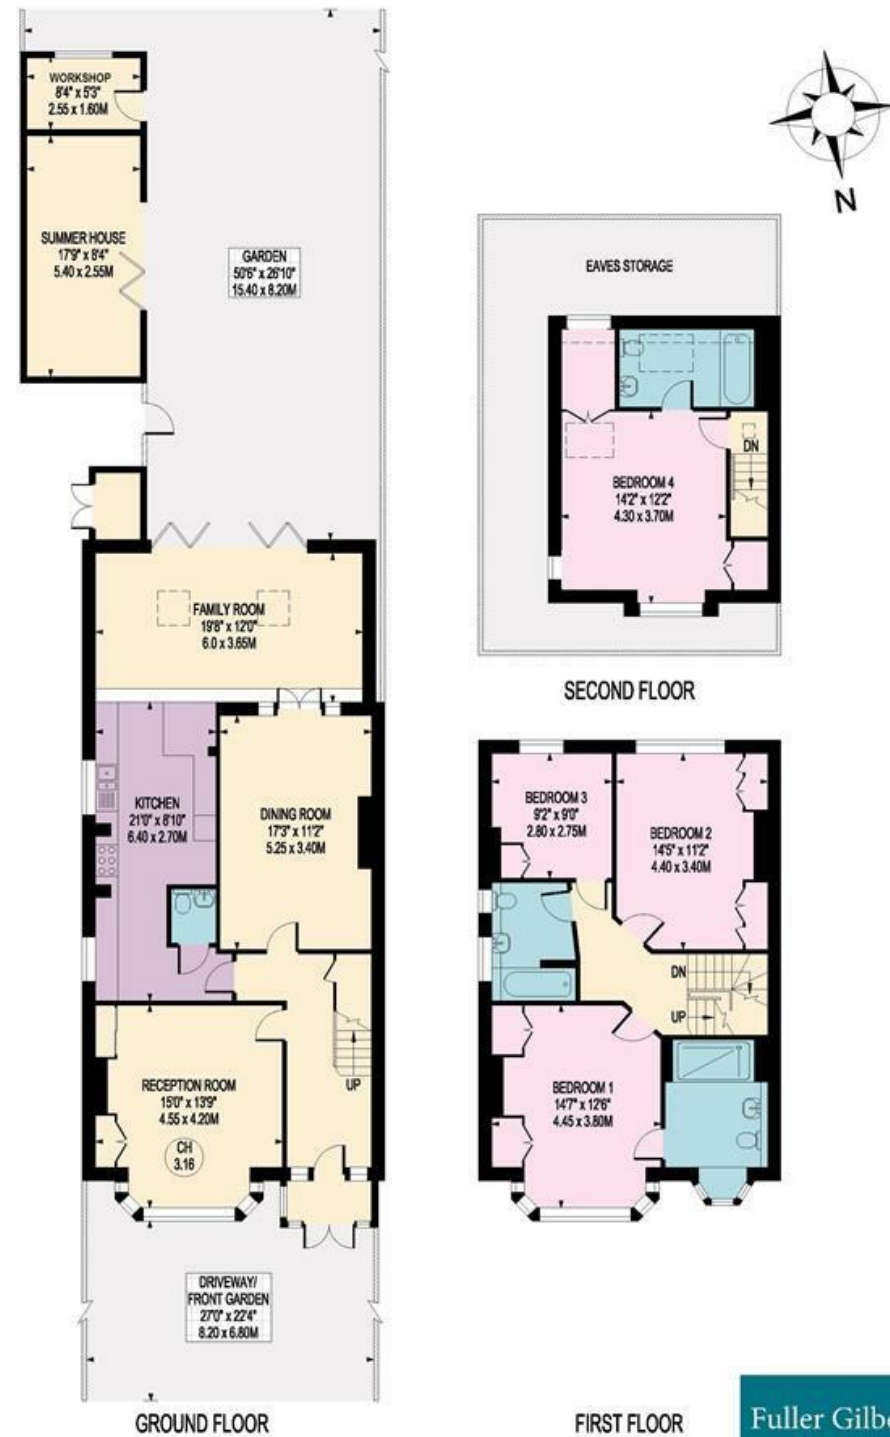 WORKSHOP
8'4" x 5'3"
2.55 x 1.60M
SUMMER HOUSE
17'9" x 8'4"
5.40 x 2.55M
GARDEN
50'6" x 26'10"
15.40 x 8.20M
N
EAVES STORAGE
DN
BEDROOM 4
14'2" x 12'2"
4.30 x 3.70M
SECOND FLOOR
FAMILY ROOM
19'8" x 12'0"
6.0 x 3.65M
KITCHEN
21'0" x 8'10"
6.40 x 2.70M
DINING ROOM
17'3" x 11'2"
5.25 x 3.40M
RECEPTION ROOM
15'0" x 13'9"
4.55 x 4.20M
CH
3.16
UP
DRIVEWAY/
FRONT GARDEN
27'0" x 22'4"
8.20 x 6.80M
GROUND FLOOR
BEDROOM 3
9'2" x 9'0"
2.80 x 2.75M
BEDROOM 2
14'5" x 11'2"
4.40 x 3.40M
DN
UP
BEDROOM 1
14'7" x 12'6"
4.45 x 3.80M
FIRST FLOOR
Fuller Gilbe